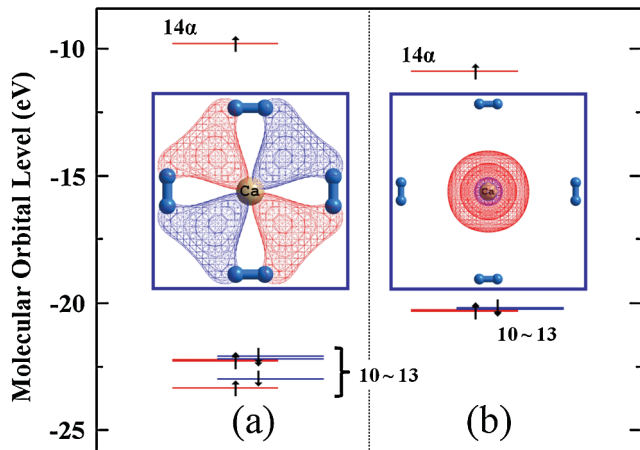 Molecular Orbital Level (eV)
-10
-15
-20
-25
14α
Ca
10~13
(a)
14α
Ca
10~13
(b)